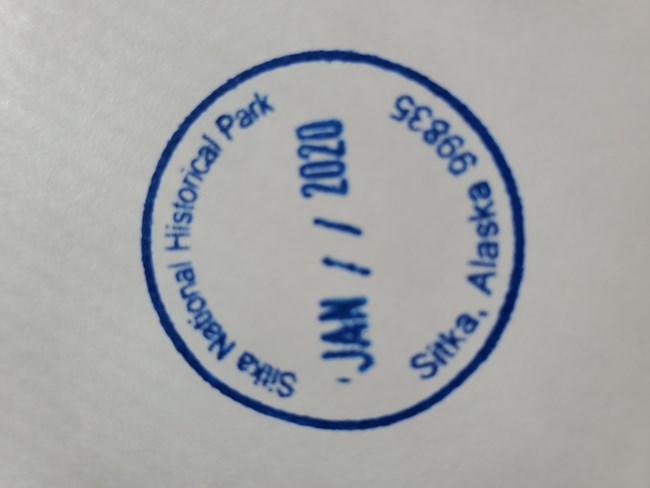 Sitka National Historical Park
JAN / / 2020
Sitka, Alaska 99835